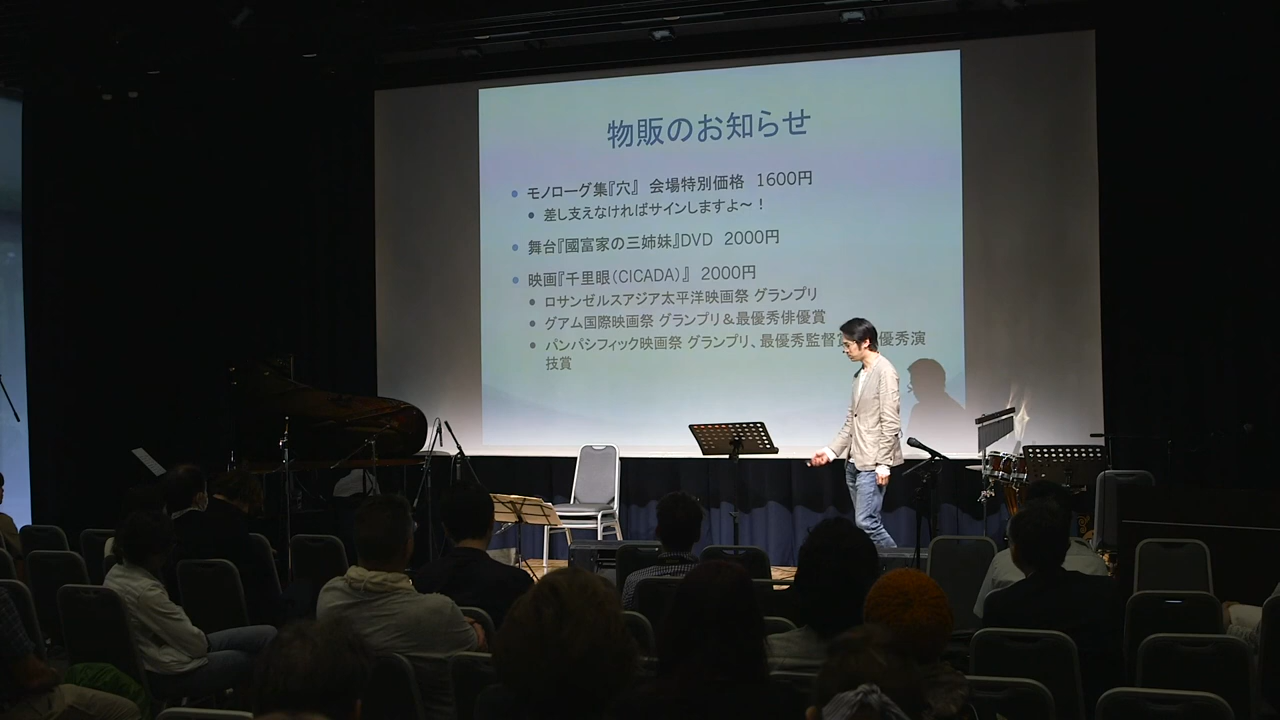 物販のお知らせ
モノローグ集『穴』 会場特別価格 1600円
差し支えなければサインしますよ～！
舞台『國富家の三姉妹』DVD 2000円
映画『千里眼(CICADA)』 2000円
ロサンゼルスアジア太平洋映画祭 グランプリ
グアム国際映画祭 グランプリ＆最優秀俳優賞
パンパシフィック映画祭 グランプリ、最優秀監督 優秀演
技賞